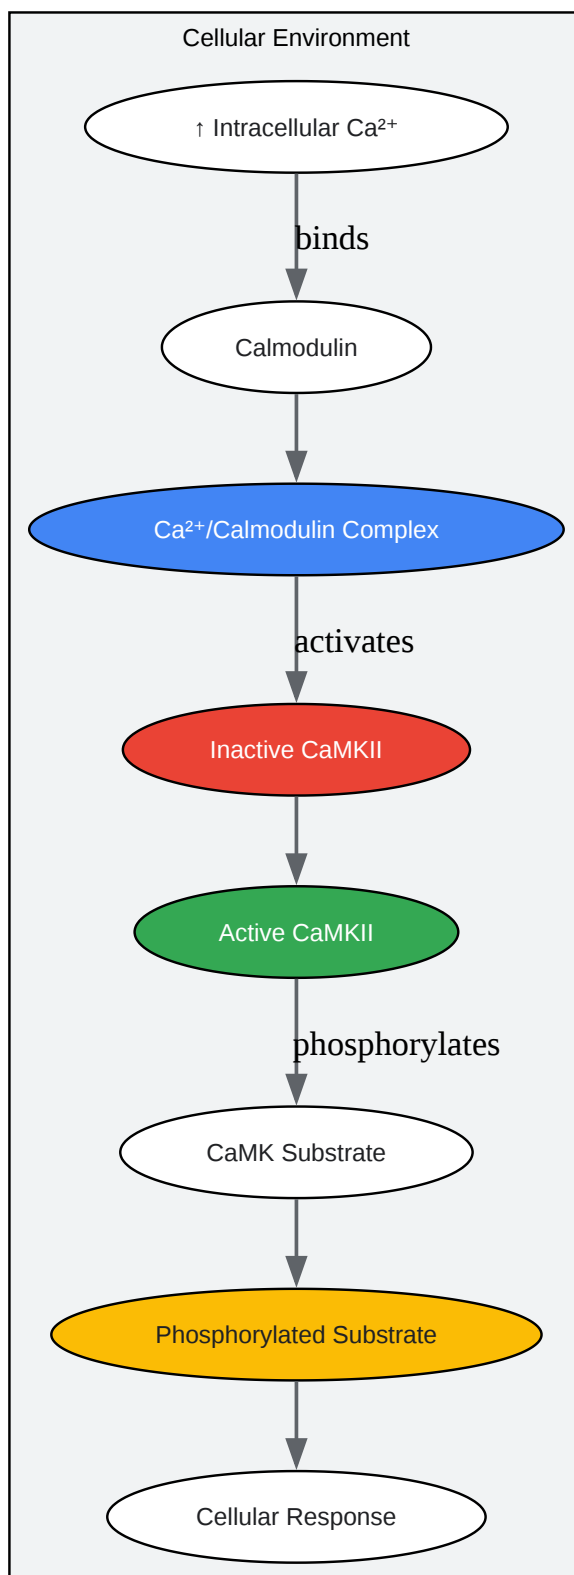 Cellular Environment
↑ Intracellular Ca²⁺
binds
Calmodulin
Ca²⁺/Calmodulin Complex
activates
Inactive CaMKII
Active CaMKII
phosphorylates
CaMK Substrate
Phosphorylated Substrate
Cellular Response